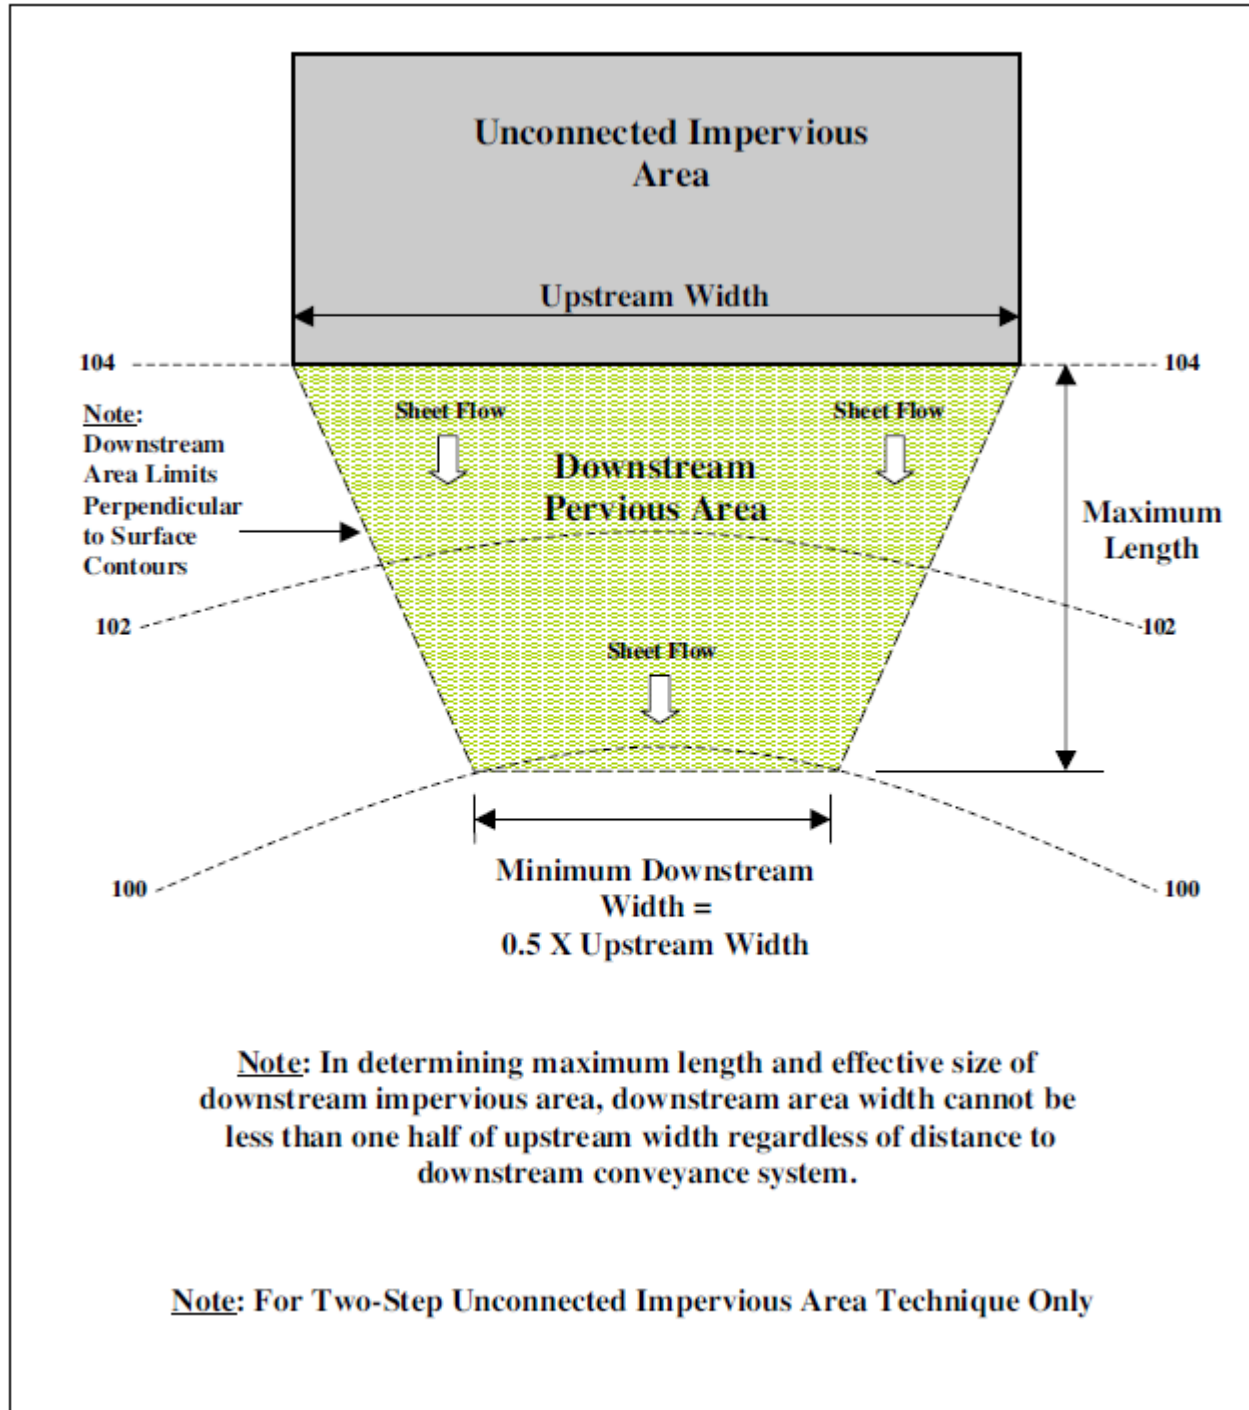 Unconnected Impervious
Area
Upstream Width
104
104
Note:
Downstream
Area Limits
Perpendicular
to Surface
Contours
Sheet Flow
Sheet Flow
Downstream
Pervious Area
Maximum
Length
102
102
Sheet Flow
100
100
Minimum Downstream
Width =
0.5 X Upstream Width
Note: In determining maximum length and effective size of
downstream impervious area, downstream area width cannot be
less than one half of upstream width regardless of distance to
downstream conveyance system.
Note: For Two-Step Unconnected Impervious Area Technique Only